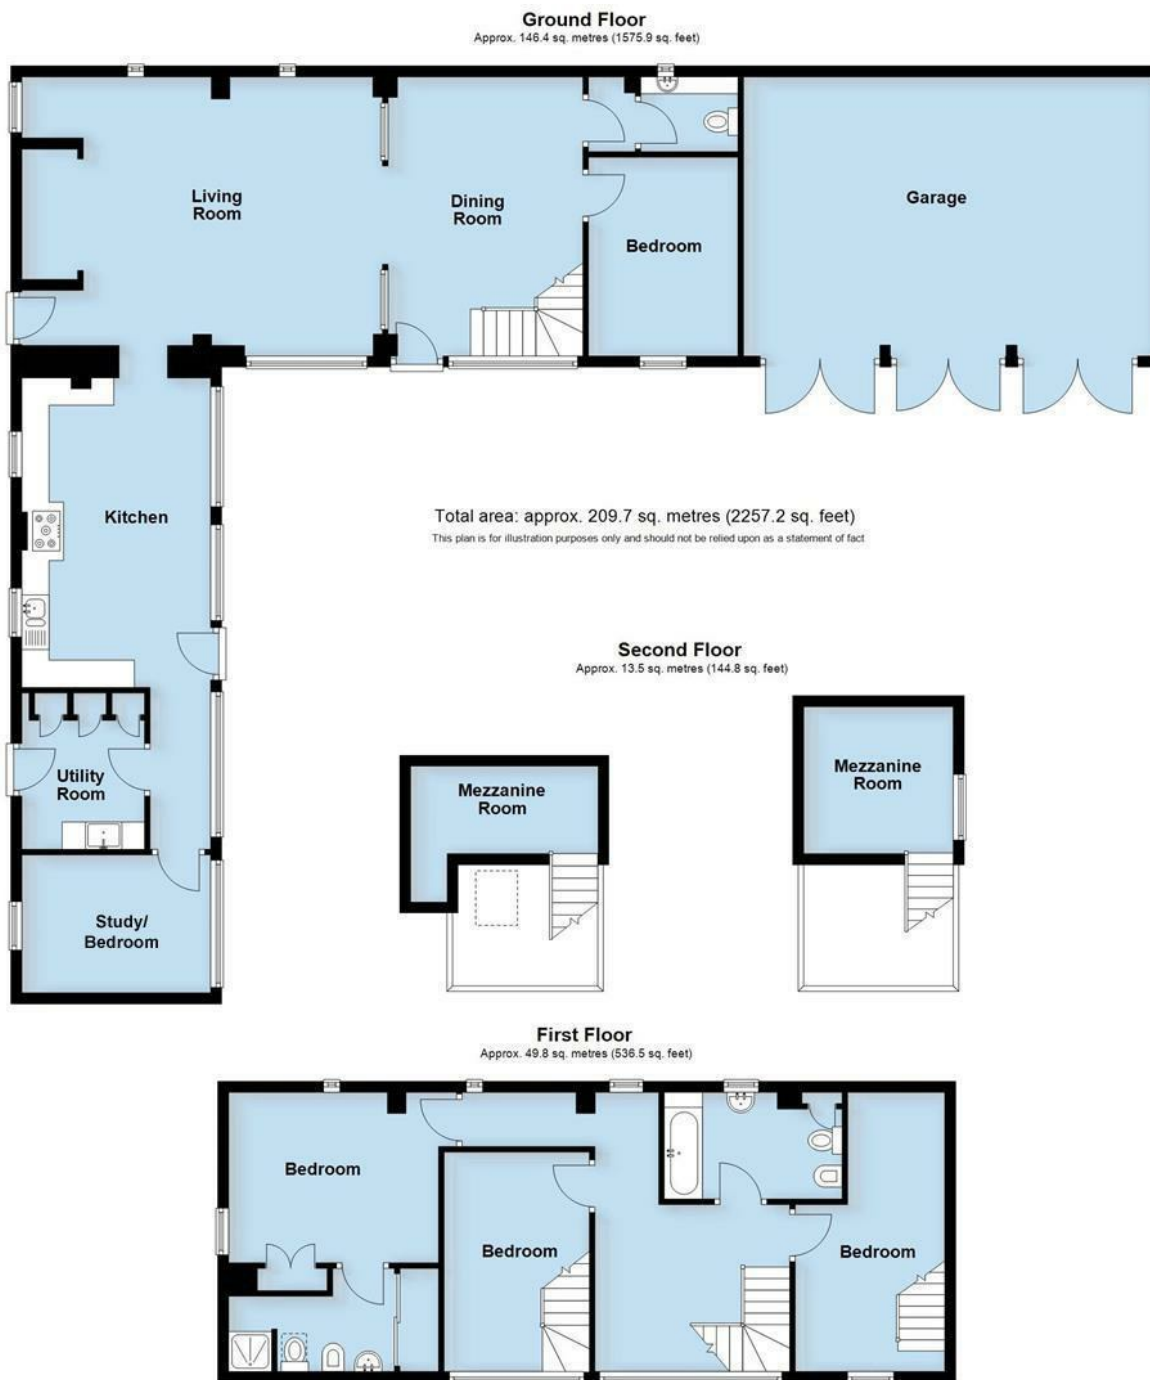 Ground Floor
Approx. 146.4 sq. metres (1575.9 sq. feet)
Living
Room
Dining
Room
Bedroom
Garage
Kitchen
Total area: approx. 209.7 sq. metres (2257.2 sq. feet)
This plan is for illustration purposes only and should not be relied upon as a statement of fact
Utility
Room
Study/
Bedroom
Second Floor
Approx. 13.5 sq. metres (144.8 sq. feet)
Mezzanine
Room
Mezzanine
Room
First Floor
Approx. 49.8 sq. metres (536.5 sq. feet)
Bedroom
Bedroom
Bedroom